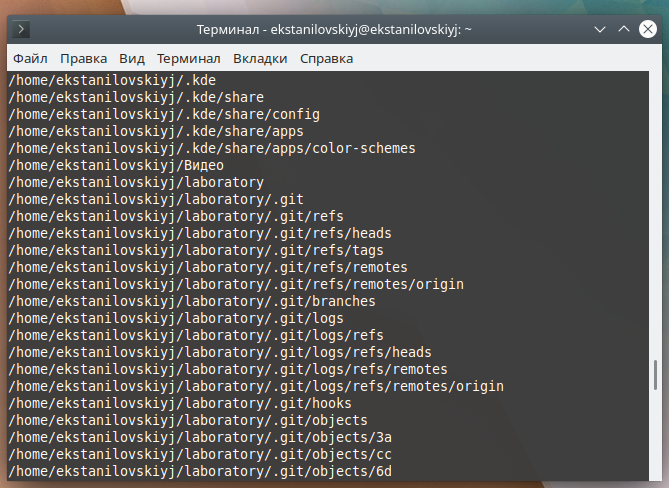 Терминал - ekstanilovskiyj@ekstanilovskiyj: ~
Файл Правка Вид Терминал Вкладки Справка
/home/ekstanilovskiyj/.kde
/home/ekstanilovskiyj/.kde/share
/home/ekstanilovskiyj/.kde/share/config
/home/ekstanilovskiyj/.kde/share/apps
/home/ekstanilovskiyj/.kde/share/apps/color-schemes
/home/ekstanilovskiyj/Видео
/home/ekstanilovskiyj/laboratory
/home/ekstanilovskiyj/laboratory/.git
/home/ekstanilovskiyj/laboratory/.git/refs
/home/ekstanilovskiyj/laboratory/.git/refs/heads
/home/ekstanilovskiyj/laboratory/.git/refs/tags
/home/ekstanilovskiyj/laboratory/.git/refs/remotes
/home/ekstanilovskiyj/laboratory/.git/refs/remotes/origin
/home/ekstanilovskiyj/laboratory/.git/branches
/home/ekstanilovskiyj/laboratory/.git/logs
/home/ekstanilovskiyj/laboratory/.git/logs/refs
/home/ekstanilovskiyj/laboratory/.git/logs/refs/heads
/home/ekstanilovskiyj/laboratory/.git/logs/refs/remotes
/home/ekstanilovskiyj/laboratory/.git/logs/refs/remotes/origin
/home/ekstanilovskiyj/laboratory/.git/hooks
/home/ekstanilovskiyj/laboratory/.git/objects
/home/ekstanilovskiyj/laboratory/.git/objects/3a
/home/ekstanilovskiyj/laboratory/.git/objects/cc
/home/ekstanilovskiyj/laboratory/.git/objects/6d